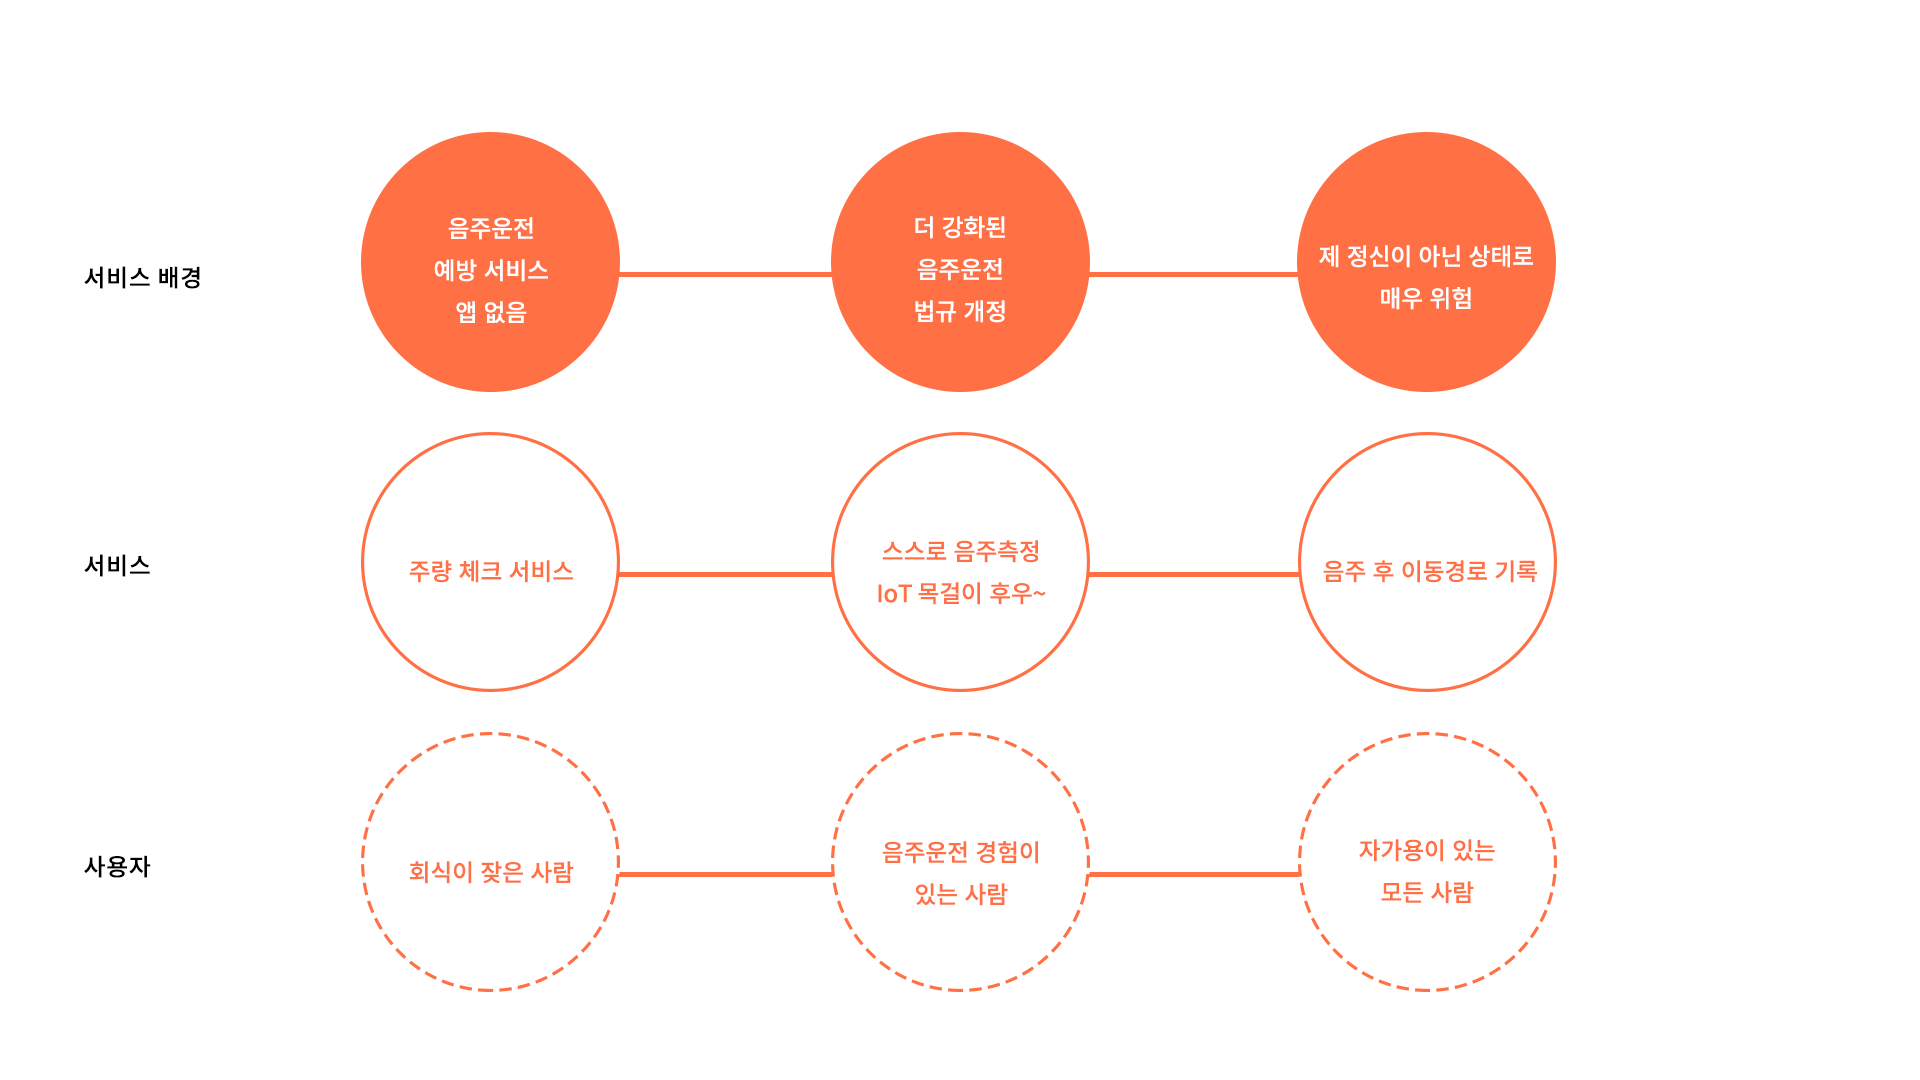 서비스 배경
음주운전
예방 서비스
앱 없음
더 강화된
음주운전
법규 개정
제 정신이 아닌 상태로
매우 위험
서비스
주량 체크 서비스
스스로 음주측정
IoT 목걸이 후우~
음주 후 이동경로 기록
사용자
회식이 잦은 사람
음주운전 경험이
있는 사람
자가용이 있는
모든 사람